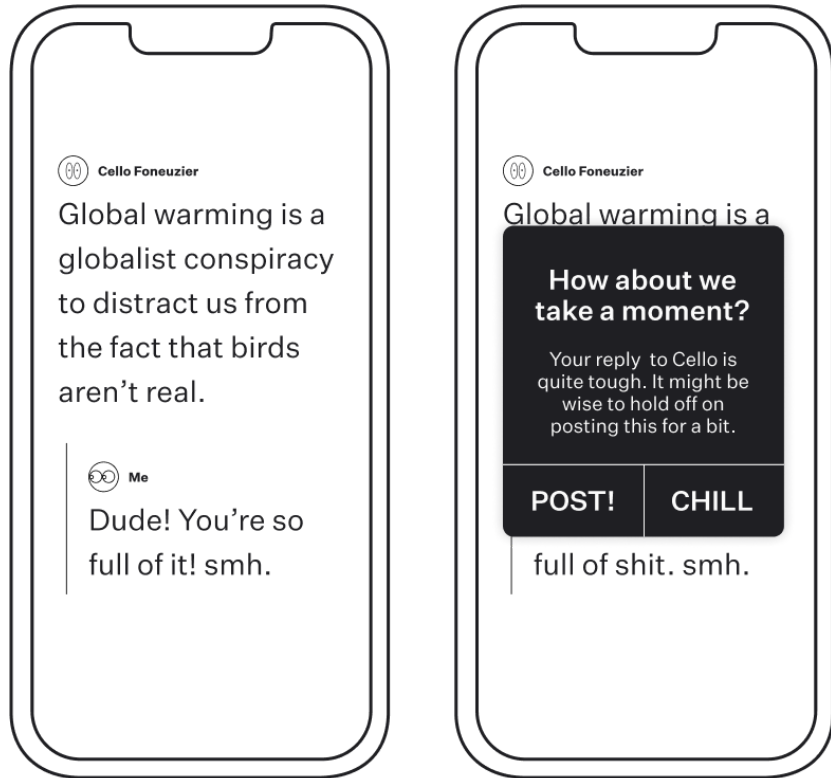 Cello Foneuzier
Global warming is a
globalist conspiracy
to distract us from
the fact that birds
aren’t real.
Me
Dude! You’re so
full of it! smh.
Cello Foneuzier
Global warming is a
How about we
take a moment?
Your reply to Cello is
quite tough. It might be
wise to hold off on
posting this for a bit.
POST!
CHILL
full of shit. smh.